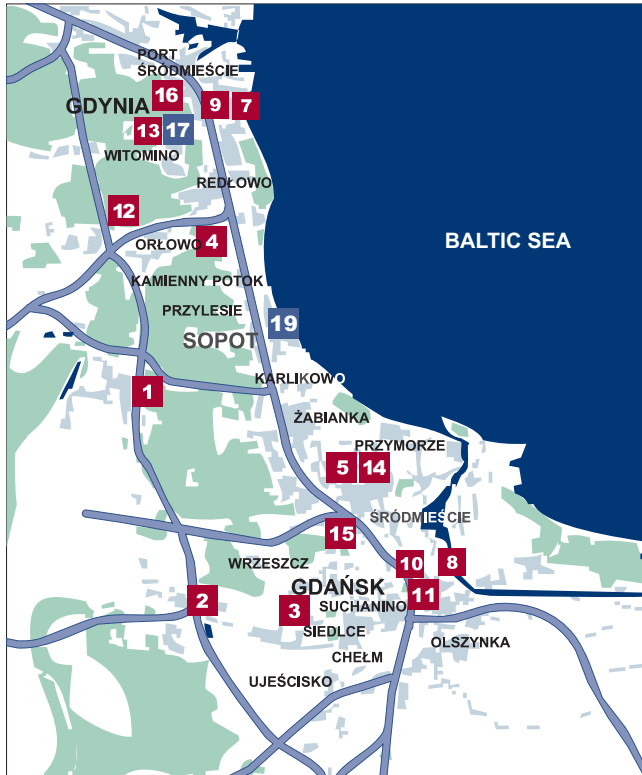 PORT
ŚRÓDMIEŚCIE
16
GDYNIA
9
7
13
17
WITOMINO
REDŁOWO
12
ORŁOWO
4
BALTIC SEA
KAMIENNY POTOK
PRZYLESIE
19
SOPOT
KARLIKOWO
1
ŻABIANKA
PRZYMORZE
5
14
ŚRÓDMIEŚCIE
15
WRZESZCZ
10
8
GDAŃSK
2
3
SUCHANINO
11
SIEDLCE
OLSZYNKA
CHEŁM
UJEŚCISKO